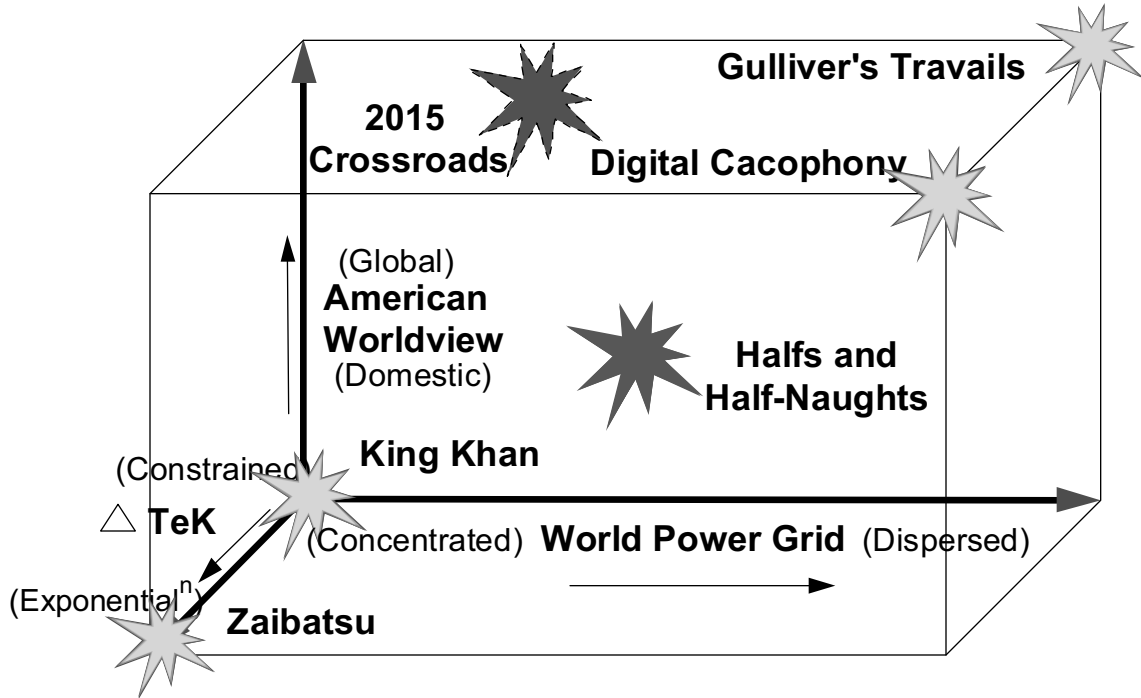 Gulliver's Travails
2015
Crossroads
Digital Cacophony
(Global)
American
Worldview
(Domestic)
Halfs and
Half-Naughts
King Khan
(Constrained)
△ TeK
(Concentrated) World Power Grid (Dispersed)
(Exponentialⁿ)
Zaibatsu